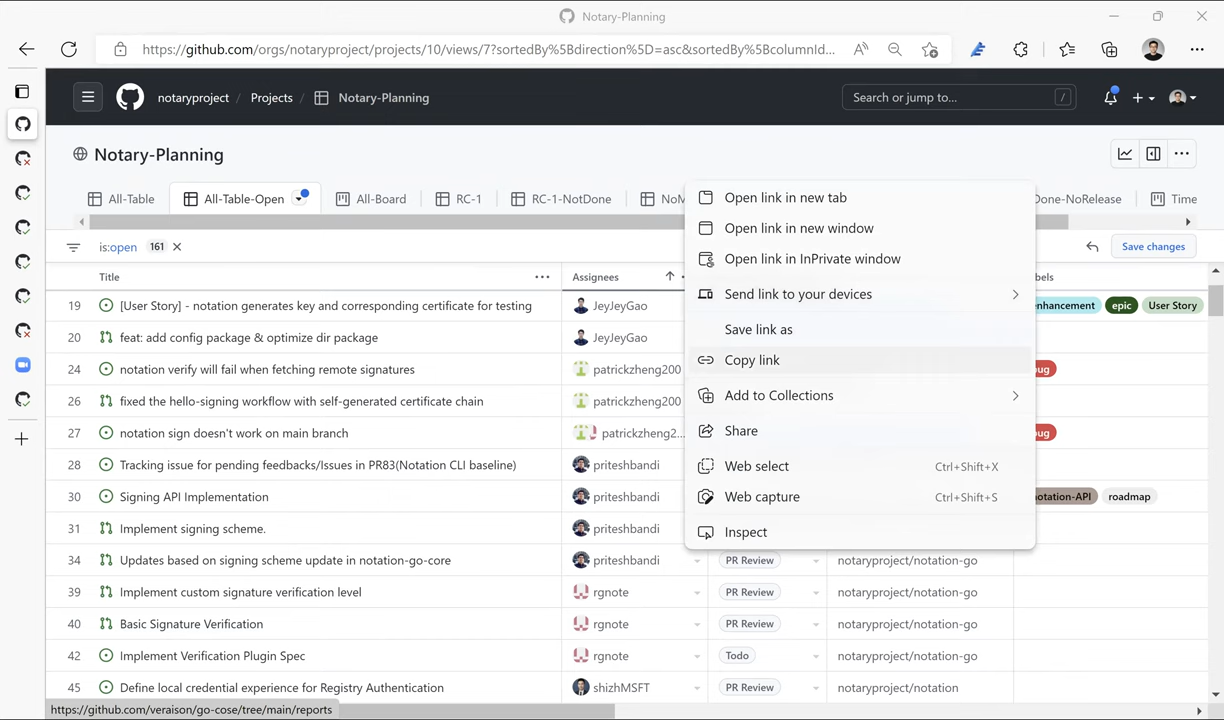 Notary-Planning
https://github.com/orgs/notaryproject/projects/10/views/7?sortedBy%5Bdirection%5D=asc&sortedBy%5BcolumnId...
notaryproject / Projects / Notary-Planning
Search or jump to... /
Notary-Planning
All-Table All-Table-Open All-Board RC-1 RC-1-NotDone NoM Done-NoRelease Time
is:open 161
Save changes
Title Assignees bels
19 [User Story] - notation generates key and corresponding certificate for testing JeyJeyGao enhancement epic User Story
20 feat: add config package & optimize dir package JeyJeyGao
24 notation verify will fail when fetching remote signatures patrickzheng200 bug
26 fixed the hello-signing workflow with self-generated certificate chain patrickzheng200
27 notation sign doesn't work on main branch patrickzheng2... bug
28 Tracking issue for pending feedbacks/Issues in PR83(Notation CLI baseline) priteshbandi
30 Signing API Implementation priteshbandi notation-API roadmap
31 Implement signing scheme. priteshbandi
34 Updates based on signing scheme update in notation-go-core priteshbandi PR Review notaryproject/notation-go
39 Implement custom signature verification level rgnote PR Review notaryproject/notation-go
40 Basic Signature Verification rgnote PR Review notaryproject/notation-go
42 Implement Verification Plugin Spec rgnote Todo notaryproject/notation-go
45 Define local credential experience for Registry Authentication shizhMSFT PR Review notaryproject/notation
https://github.com/veraison/go-cose/tree/main/reports
Open link in new tab
Open link in new window
Open link in InPrivate window
Send link to your devices
Save link as
Copy link
Add to Collections
Share
Web select Ctrl+Shift+X
Web capture Ctrl+Shift+S
Inspect